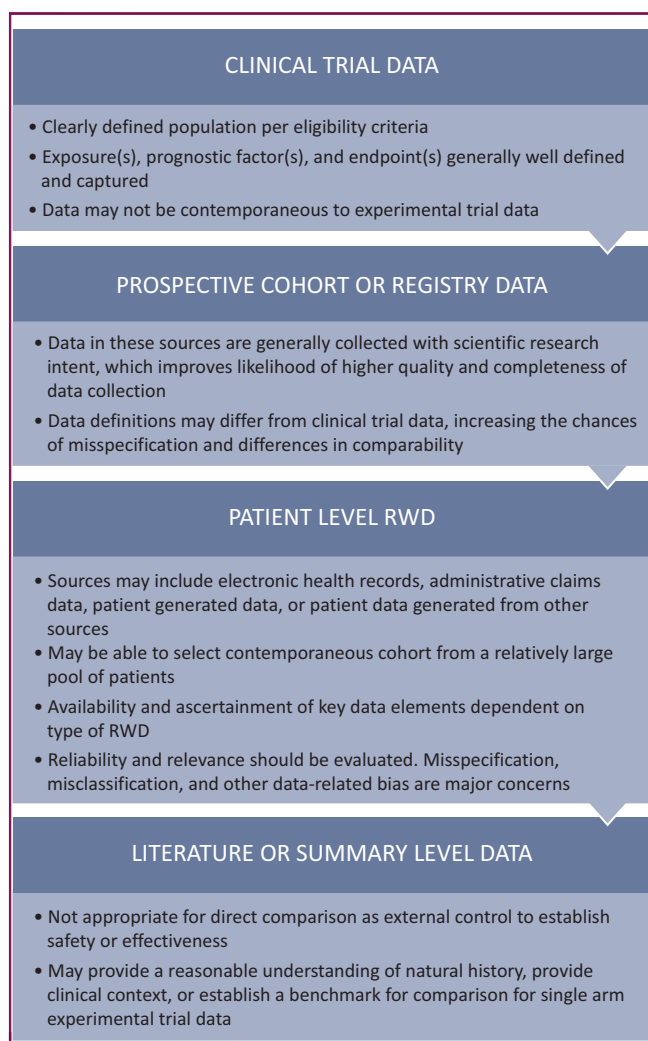 CLINICAL TRIAL DATA
• Clearly defined population per eligibility criteria
• Exposure(s), prognostic factor(s), and endpoint(s) generally well defined
and captured
• Data may not be contemporaneous to experimental trial data
PROSPECTIVE COHORT OR REGISTRY DATA
• Data in these sources are generally collected with scientific research
intent, which improves likelihood of higher quality and completeness of
data collection
• Data definitions may differ from clinical trial data, increasing the chances
of misspecification and differences in comparability
PATIENT LEVEL RWD
• Sources may include electronic health records, administrative claims
data, patient generated data, or patient data generated from other
sources
• May be able to select contemporaneous cohort from a relatively large
pool of patients
• Availability and ascertainment of key data elements dependent on
type of RWD
• Reliability and relevance should be evaluated. Misspecification,
misclassification, and other data-related bias are major concerns
LITERATURE OR SUMMARY LEVEL DATA
• Not appropriate for direct comparison as external control to establish
safety or effectiveness
• May provide a reasonable understanding of natural history, provide
clinical context, or establish a benchmark for comparison for single arm
experimental trial data